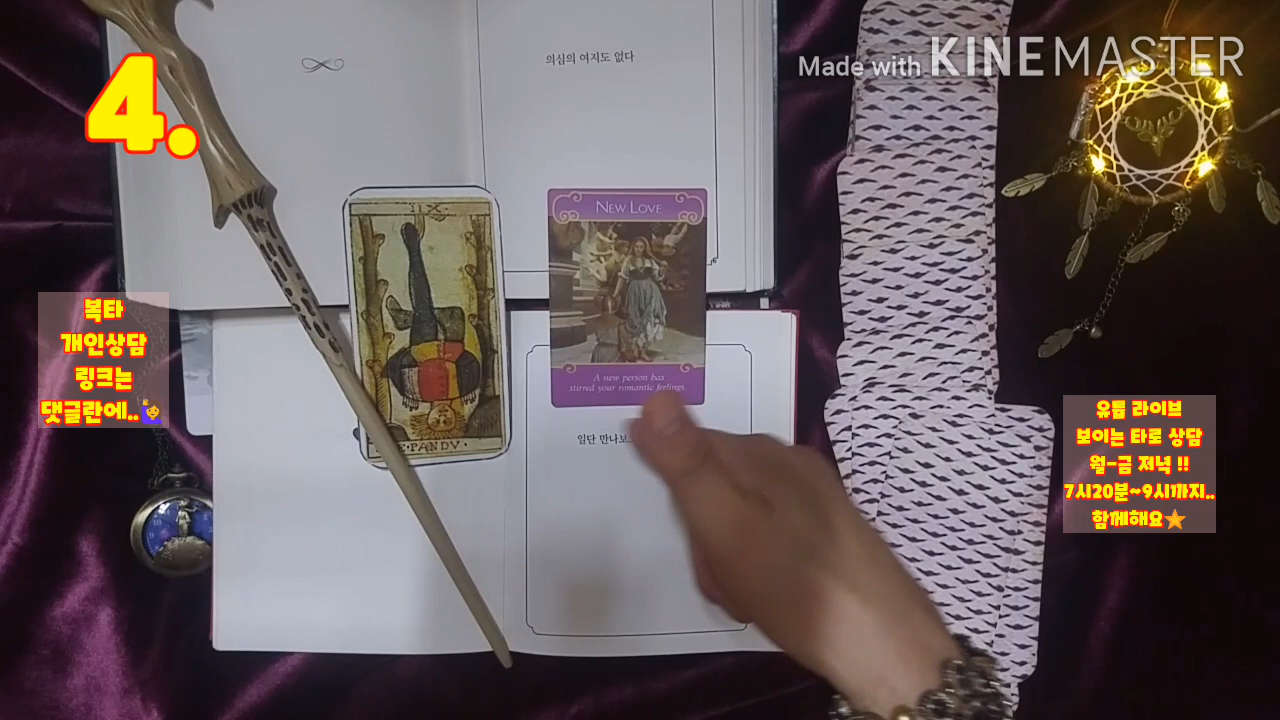 4.
Made with KINEMASTER
의심의 여지도 없다
NEW LOVE
A new person has
stirred your romantic feelings.
일단 만나보
복타
개인상담
링크는
댓글란에..🙋‍♀️
유튭 라이브
보이는 타로 상담
월-금 저녁 !!
7시20분~9시까지..
함께해요⭐